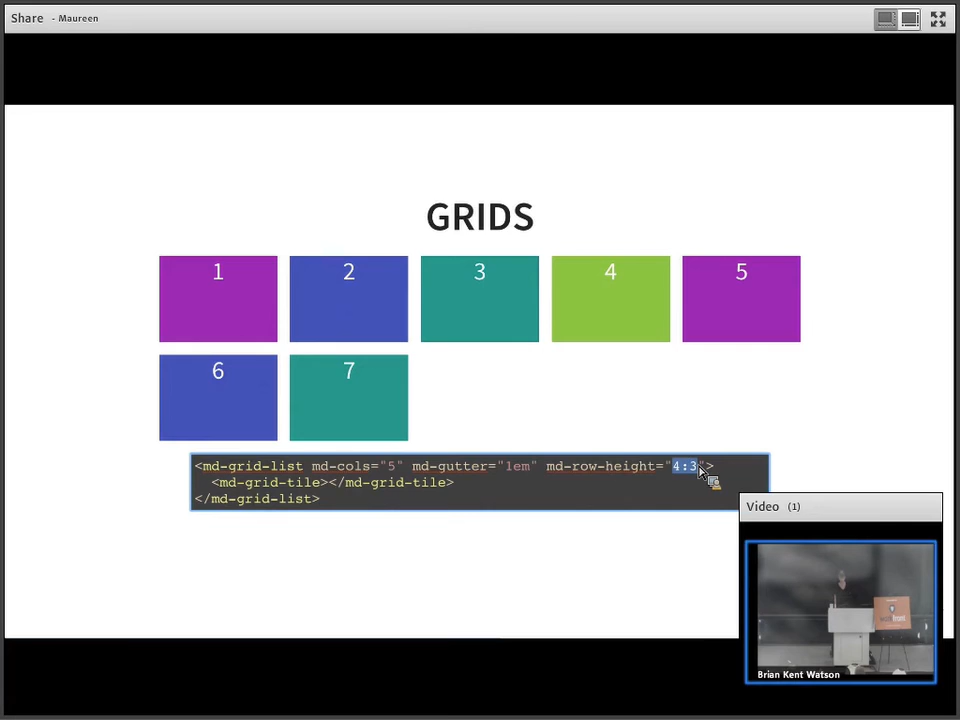 Share - Maureen
GRIDS
1 2 3 4 5
6 7
<md-grid-list md-cols="5" md-gutter="1em" md-row-height="4:3">
<md-grid-tile></md-grid-tile>
</md-grid-list>
Video (1)
Brian Kent Watson